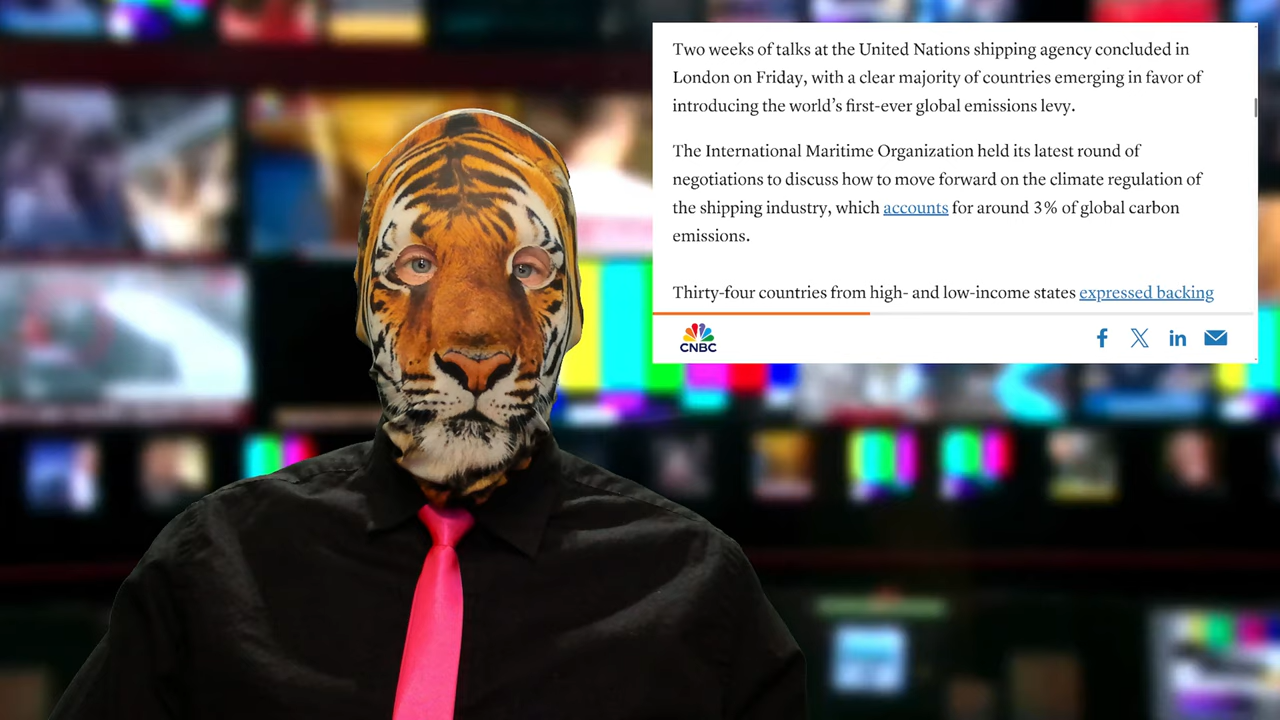 Two weeks of talks at the United Nations shipping agency concluded in
London on Friday, with a clear majority of countries emerging in favor of
introducing the world’s first-ever global emissions levy.
The International Maritime Organization held its latest round of
negotiations to discuss how to move forward on the climate regulation of
the shipping industry, which accounts for around 3% of global carbon
emissions.
Thirty-four countries from high- and low-income states expressed backing
CNBC